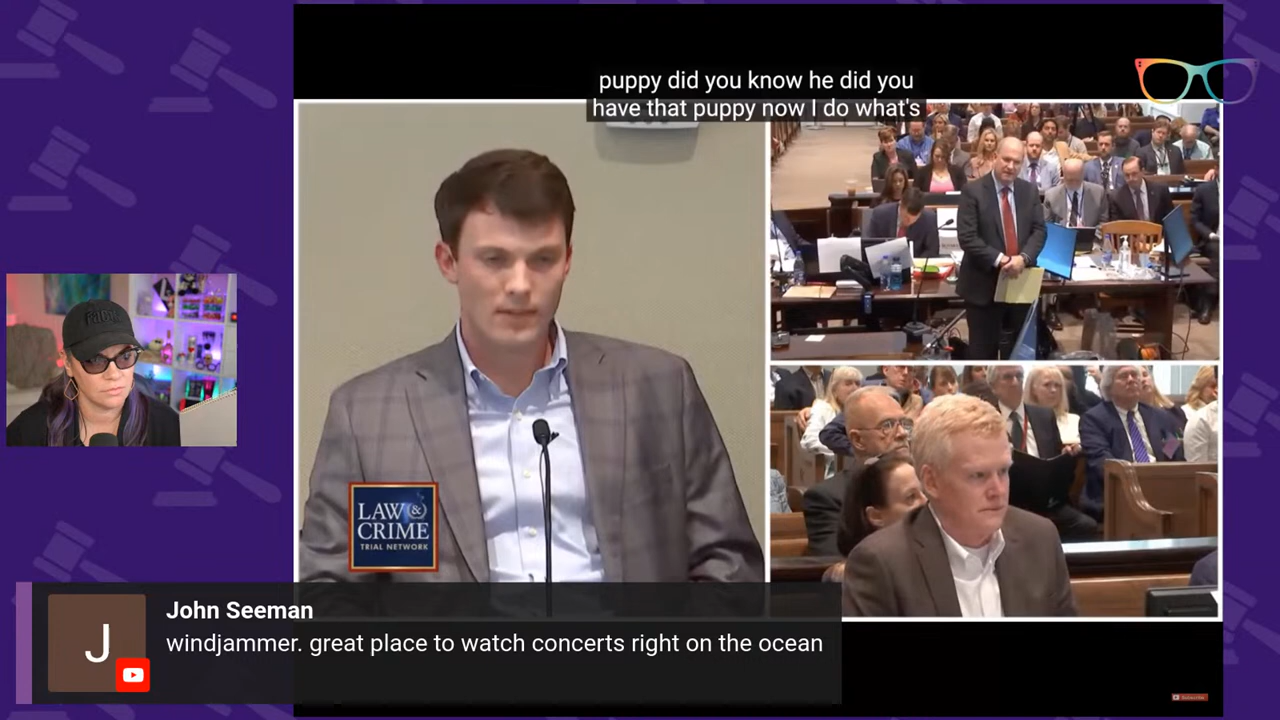 puppy did you know he did you
have that puppy now I do what's
LAW &
CRIME
TRIAL NETWORK
J
John Seeman
windjammer. great place to watch concerts right on the ocean
Subscribe